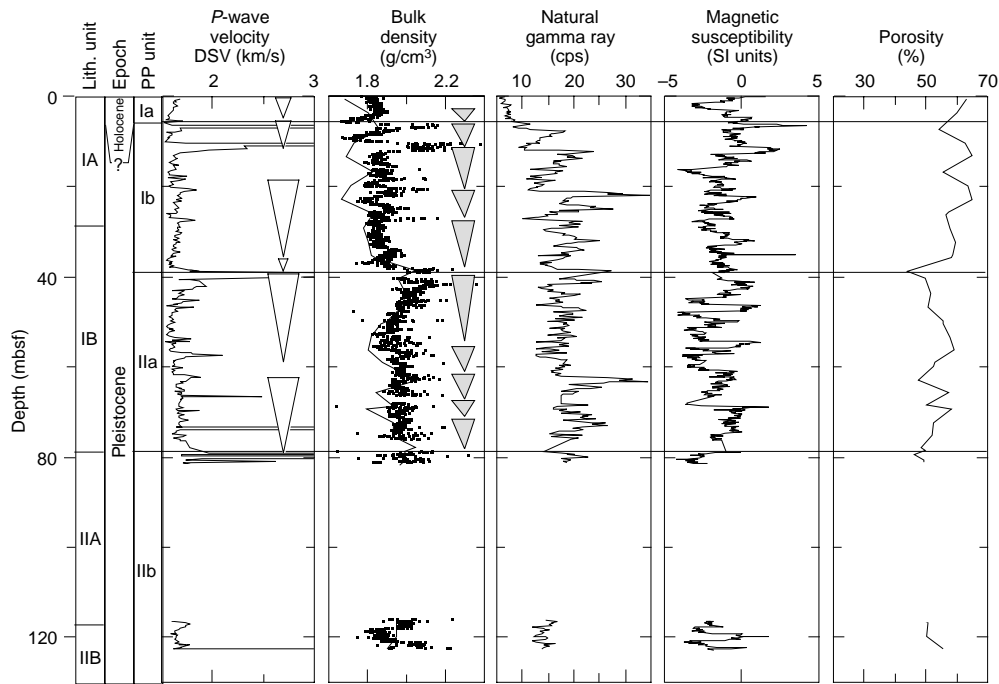 Lith. unit
Epoch
PP unit
P-wave
velocity
DSV (km/s)
2
3
Bulk
density
(g/cm3)
1.8
2.2
Natural
gamma ray
(cps)
10
20
30
Magnetic
susceptibility
(SI units)
–5
0
5
Porosity
(%)
30
50
70
Depth (mbsf)
0
40
80
120
IA
IB
IIA
IIB
Holocene
?
Pleistocene
Ia
Ib
IIa
IIb